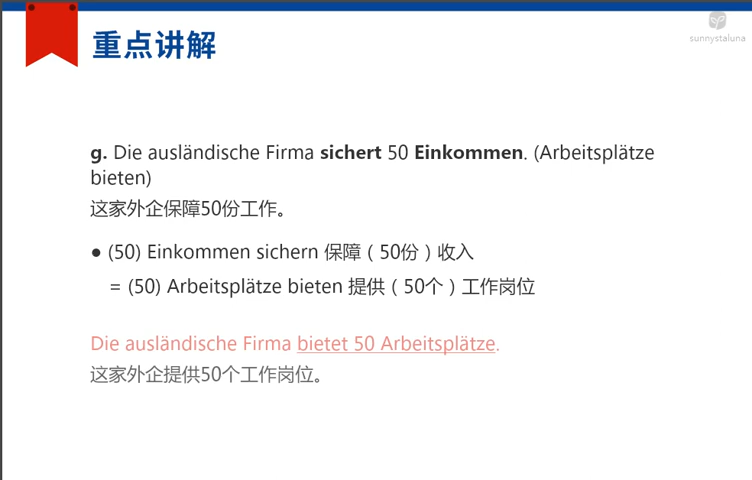 重点讲解
sunnystaluna
g. Die ausländische Firma sichert 50 Einkommen. (Arbeitsplätze
bieten)
这家外企保障50份工作。
● (50) Einkommen sichern 保障（50份）收入
= (50) Arbeitsplätze bieten 提供（50个）工作岗位
Die ausländische Firma bietet 50 Arbeitsplätze.
这家外企提供50个工作岗位。